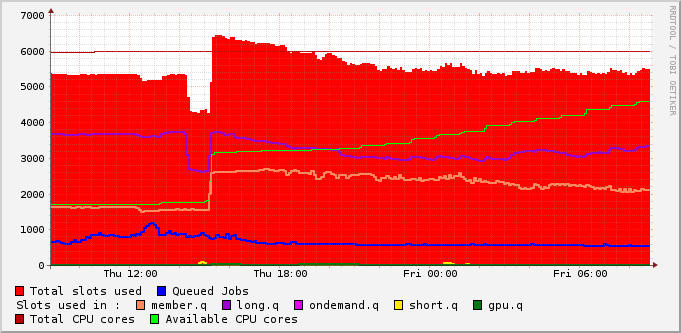 7000
6000
5000
4000
3000
2000
1000
0
Thu 12:00 Thu 18:00 Fri 00:00 Fri 06:00
Total slots used Queued Jobs
Slots used in : member.q long.q ondemand.q short.q gpu.q
Total CPU cores Available CPU cores
RRDTOOL / TOBI OETIKER